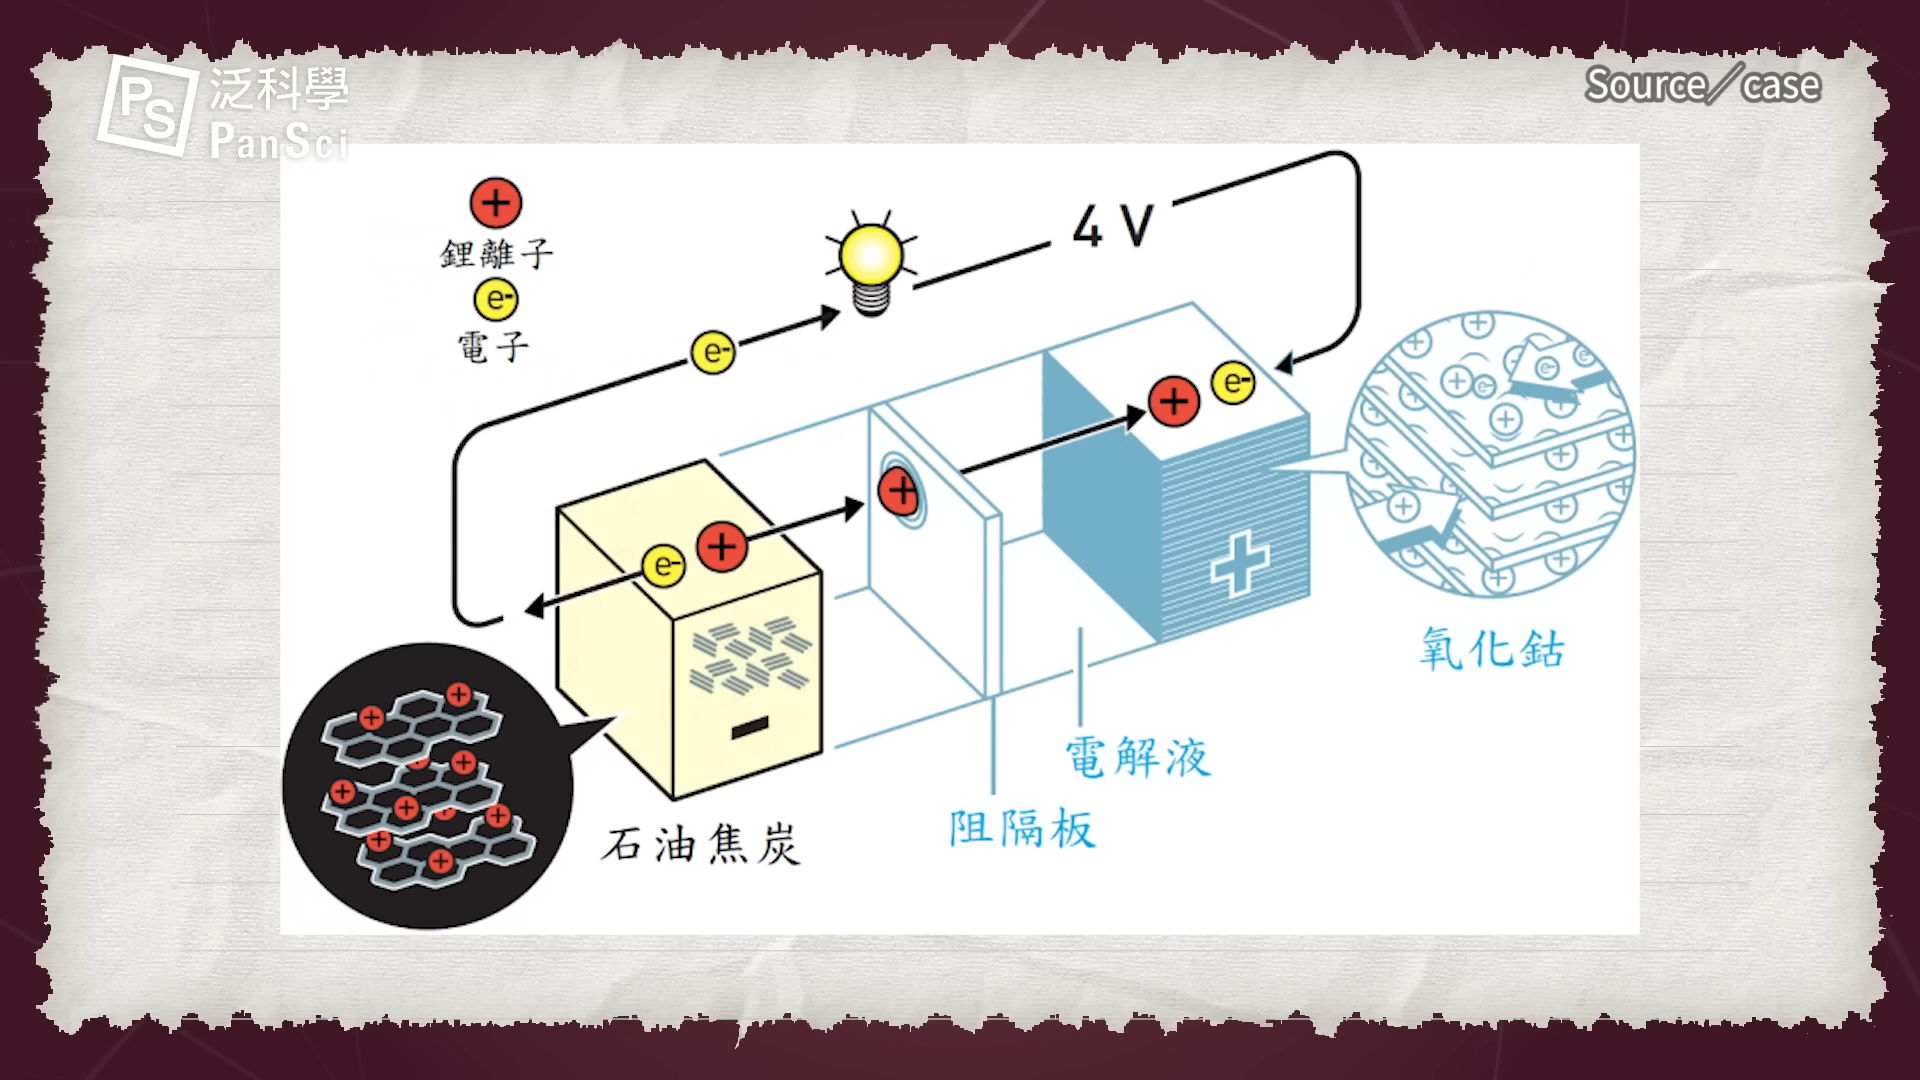 PS
泛科學
PanSci
Source／case
鋰離子
e-
電子
4 V
e-
e-
e-
石油焦炭
阻隔板
電解液
氧化鈷